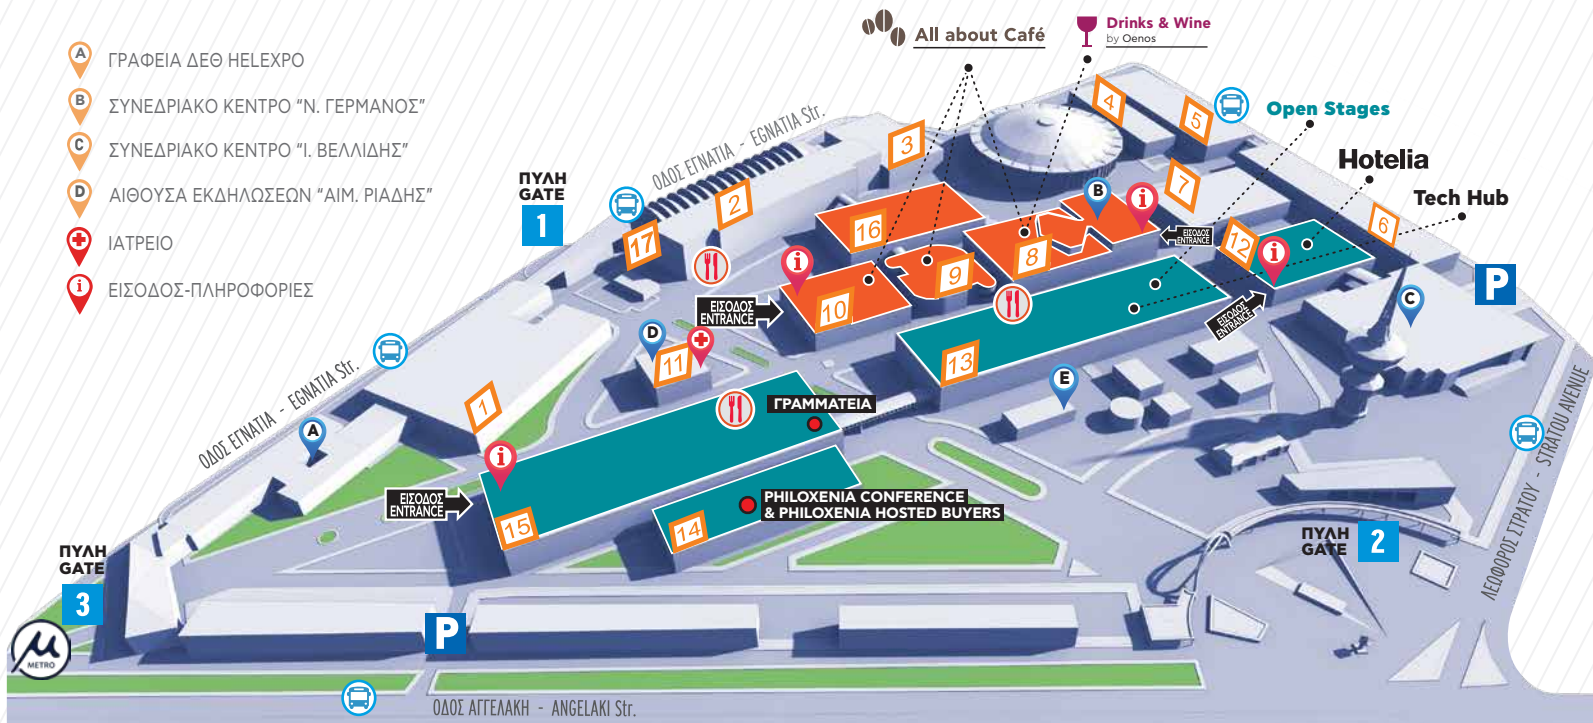 All about Café
Drinks & Wine
by Oenos
A ΓΡΑΦΕΙΑ ΔΕΘ HELEXPO
B ΣΥΝΕΔΡΙΑΚΟ ΚΕΝΤΡΟ “Ν. ΓΕΡΜΑΝΟΣ”
C ΣΥΝΕΔΡΙΑΚΟ ΚΕΝΤΡΟ “Ι. ΒΕΛΛΙΔΗΣ”
D ΑΙΘΟΥΣΑ ΕΚΔΗΛΩΣΕΩΝ “ΑΙΜ. ΡΙΑΔΗΣ”
ΙΑΤΡΕΙΟ
i ΕΙΣΟΔΟΣ-ΠΛΗΡΟΦΟΡΙΕΣ
ΟΔΟΣ ΕΓΝΑΤΙΑ - EGNATIA Str.
Open Stages
Hotelia
Tech Hub
ΠΥΛΗ
GATE
1
4
5
3
7
2
B
i
6
17
16
8
12
i
ΕΙΣΟΔΟΣ
ENTRANCE
i
9
10
P
C
ΕΙΣΟΔΟΣ
ENTRANCE
ΕΙΣΟΔΟΣ
ENTRANCE
D
11
13
E
ΟΔΟΣ ΕΓΝΑΤΙΑ - EGNATIA Str.
1
A
ΓΡΑΜΜΑΤΕΙΑ
i
ΕΙΣΟΔΟΣ
ENTRANCE
15
14
PHILOXENIA CONFERENCE
& PHILOXENIA HOSTED BUYERS
ΛΕΩΦΟΡΟΣ ΣΤΡΑΤΟΥ - STRATOU AVENUE
ΠΥΛΗ
GATE
2
ΠΥΛΗ
GATE
3
P
METRO
ΟΔΟΣ ΑΓΓΕΛΑΚΗ - ANGELAKI Str.